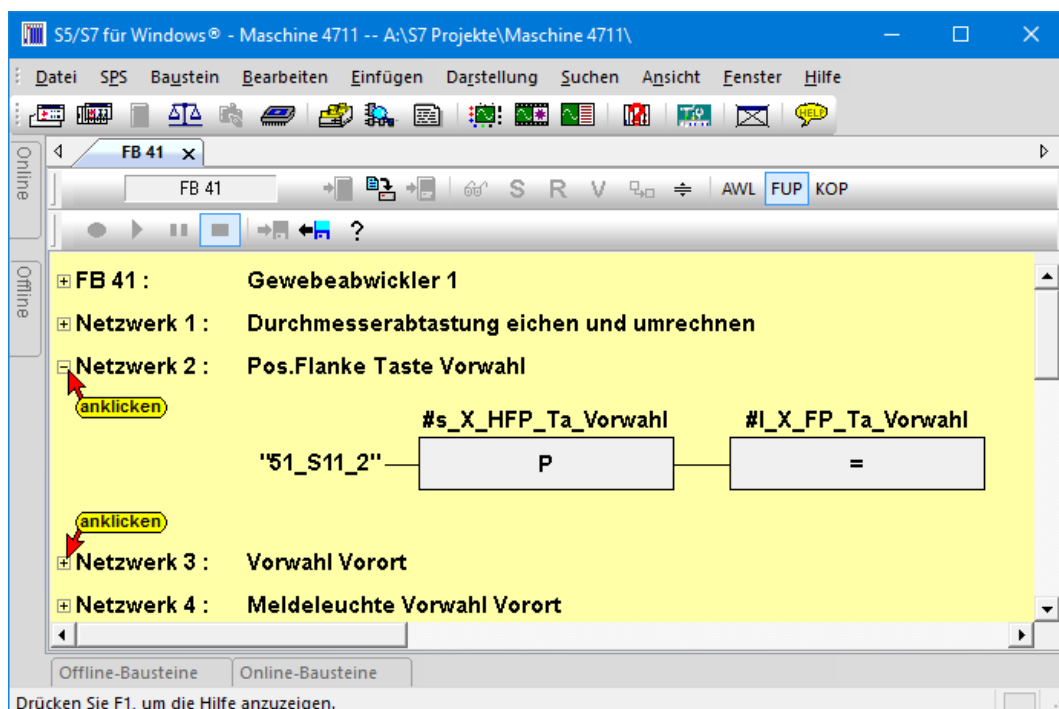 S5/S7 für Windows® - Maschine 4711 -- A:\S7 Projekte\Maschine 4711\
Datei SPS Baustein Bearbeiten Einfügen Darstellung Suchen Ansicht Fenster Hilfe
HELP
Online
FB 41
FB 41 S R V AWL FUP KOP
?
Offline
FB 41 : Gewebeabwickler 1
Netzwerk 1 : Durchmesserabtastung eichen und umrechnen
Netzwerk 2 : Pos.Flanke Taste Vorwahl
anklicken
#s_X_HFP_Ta_Vorwahl #l_X_FP_Ta_Vorwahl
"51_S11_2" P =
anklicken
Netzwerk 3 : Vorwahl Vorort
Netzwerk 4 : Meldeleuchte Vorwahl Vorort
Offline-Bausteine Online-Bausteine
Drücken Sie F1, um die Hilfe anzuzeigen.